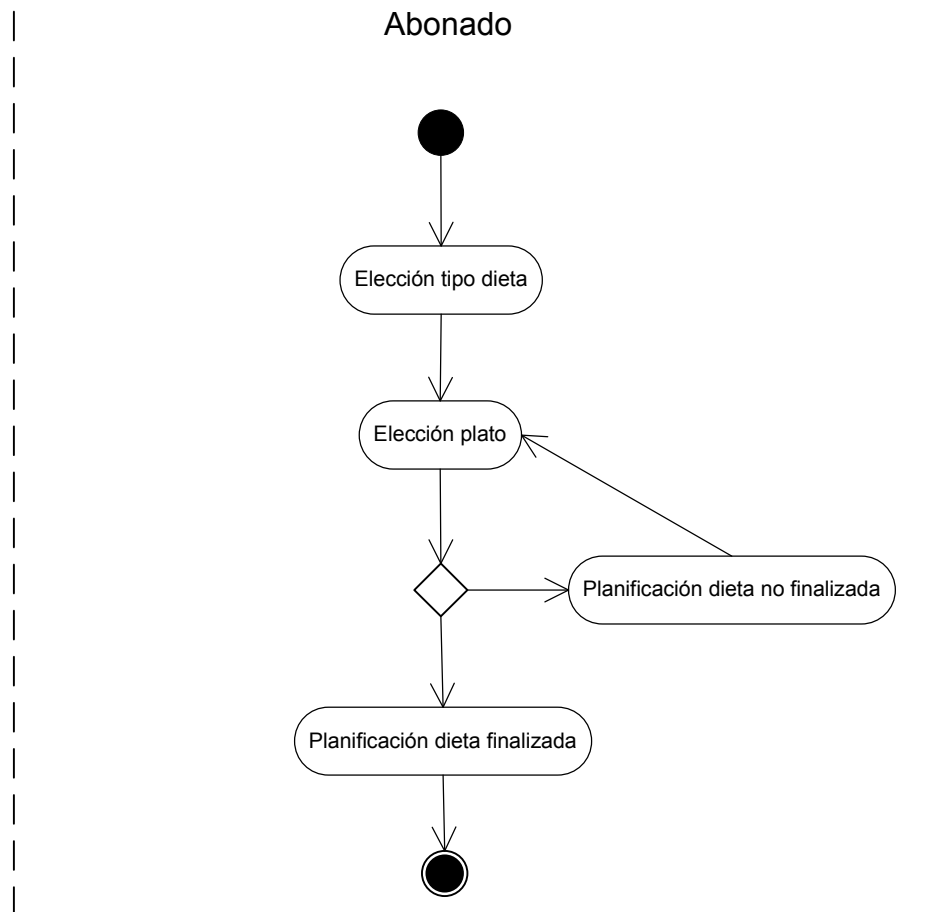 Abonado
Elección tipo dieta
Elección plato
Planificación dieta no finalizada
Planificación dieta finalizada